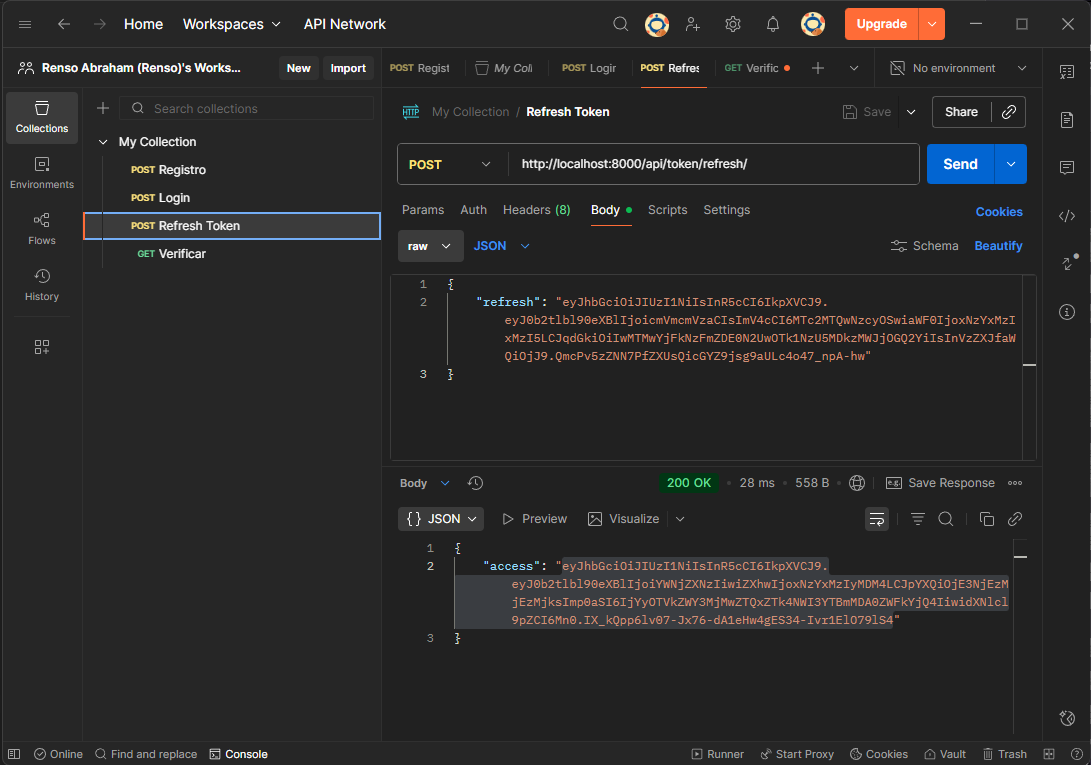 Home
Workspaces
API Network
Upgrade
Renso Abraham (Renso)'s Works...
New
Import
POST Regist
My Coll
POST Login
POST Refres
GET Verific
No environment
Collections
Environments
Flows
History
Search collections
My Collection
POST Registro
POST Login
POST Refresh Token
GET Verificar
HTTP
My Collection / Refresh Token
Save
Share
POST
http://localhost:8000/api/token/refresh/
Send
Params
Auth
Headers (8)
Body
Scripts
Settings
Cookies
raw
JSON
Schema
Beautify
1 {
2 "refresh": "eyJhbGciOiJIUzI1NiIsInR5cCI6IkpXVCJ9.
eyJ0b2tlbl90eXBlIjoicmVmcmVzaCIsImV4cCI6MTc2MTQwNzcyOSwiaWF0IjoxNzYxMzI
xMzI5LCJqdGkiOiIwMTMwYjFkNzFmZDE0N2UwOTk1NzU5MDkzMWJjOGQ2YiIsInVzZXJfaW
QiOjJ9.QmcPv5zZNN7PfZXUsQicGYZ9jsg9aULc4o47_npA-hw"
3 }
Body
200 OK
28 ms
558 B
e.g.
Save Response
{} JSON
Preview
Visualize
1 {
2 "access": "eyJhbGciOiJIUzI1NiIsInR5cCI6IkpXVCJ9.
eyJ0b2tlbl90eXBlIjoiYWNjZXNzIiwiZXhwIjoxNzYxMzIyMDM4LCJpYXQiOjE3NjEzM
jEzMjksImp0aSI6IjYyOTVkZWY3MjMwZTQxZTk4NWI3YTBmMDA0ZWFkYjQ4IiwidXNlcl
9pZCI6Mn0.IX_kQpp6lv07-Jx76-dA1eHw4gES34-Ivr1ElO79lS4"
3 }
Online
Find and replace
Console
Runner
Start Proxy
Cookies
Vault
Trash